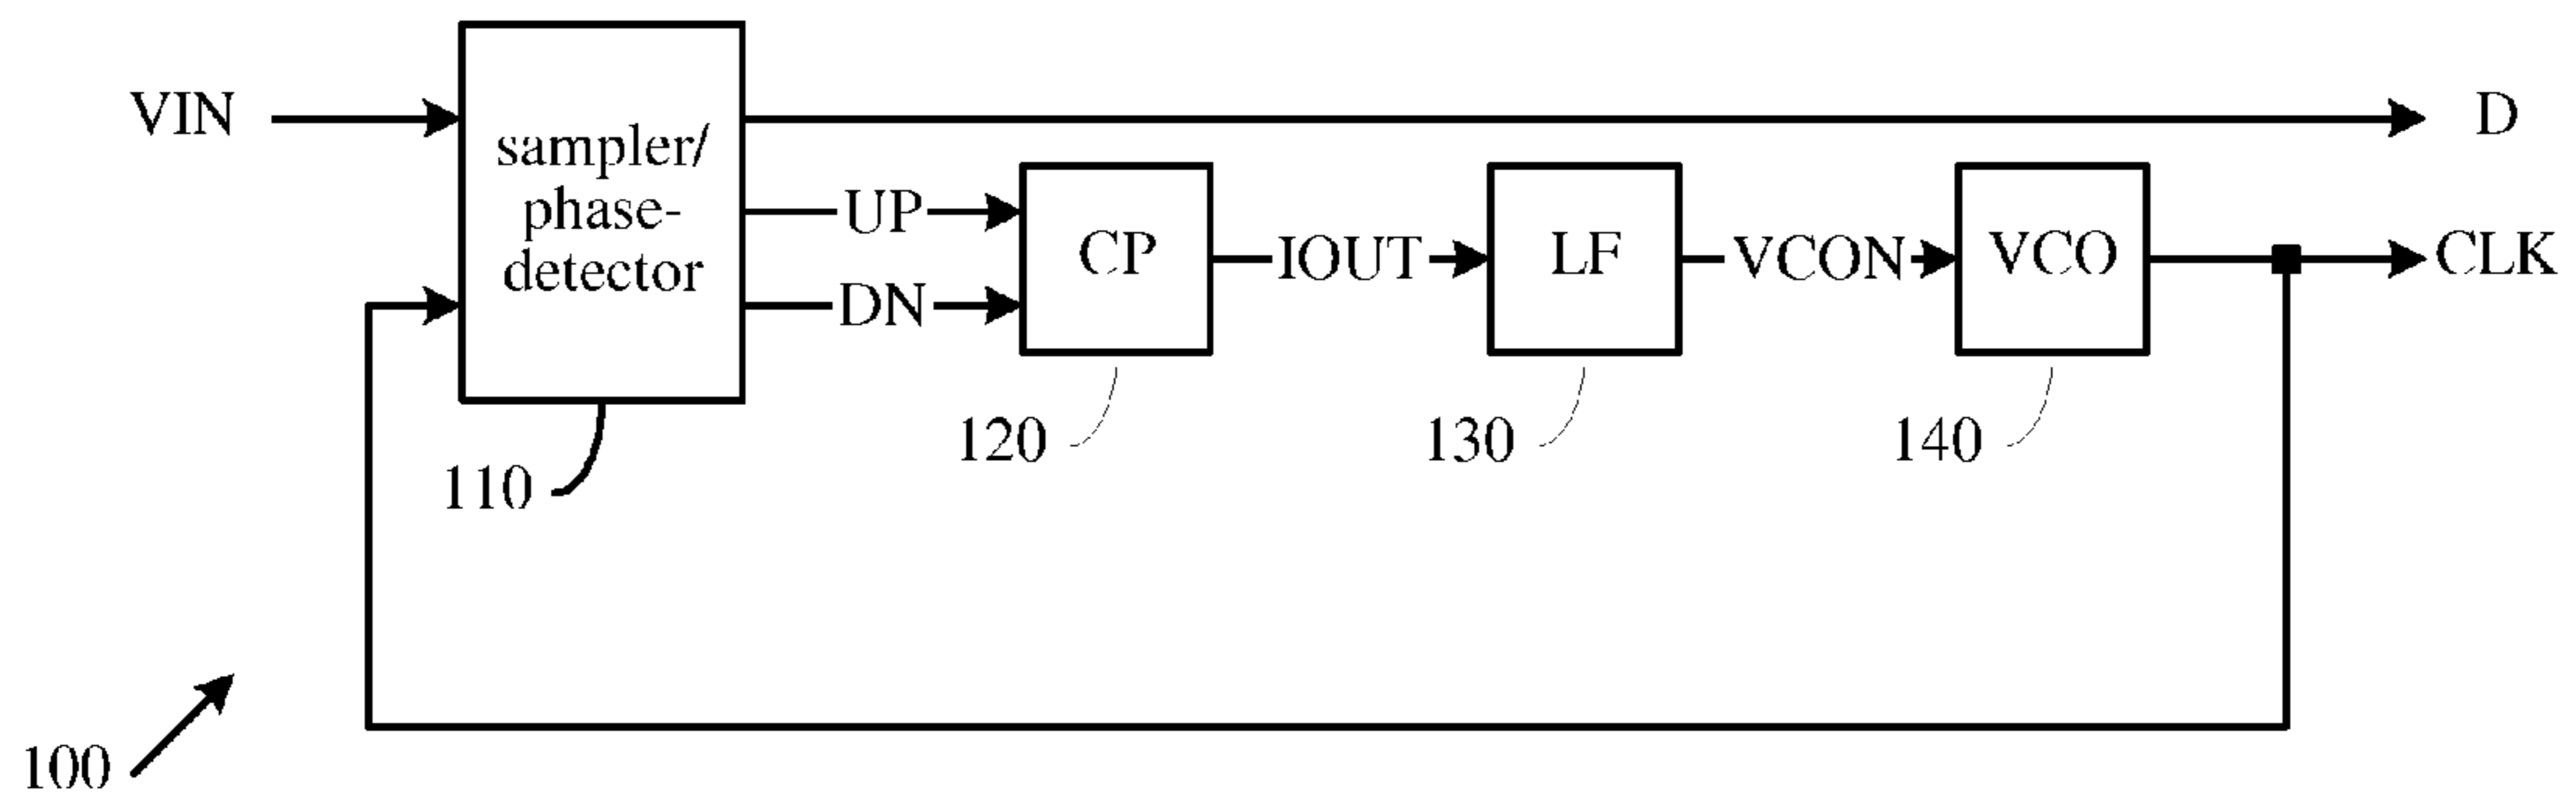 VIN
sampler/
phase-
detector
D
UP
DN
CP
IOUT
LF
VCON
VCO
CLK
110
120
130
140
100